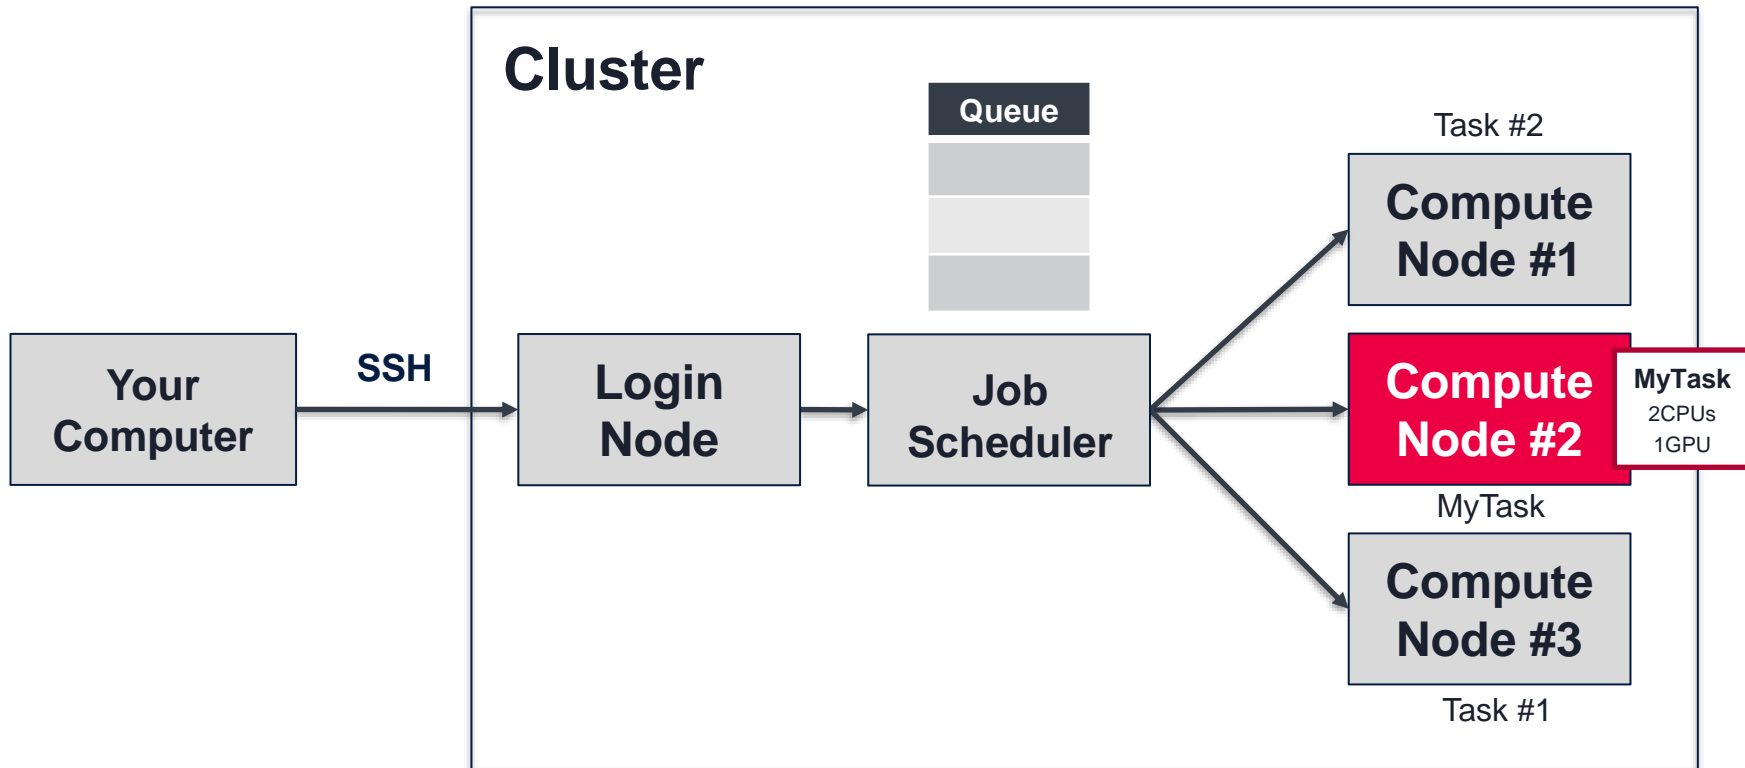 Cluster
Queue
Task #2
Compute
Node #1
Your
Computer
SSH
Login
Node
Job
Scheduler
Compute
Node #2
MyTask
2CPUs
1GPU
MyTask
Compute
Node #3
Task #1